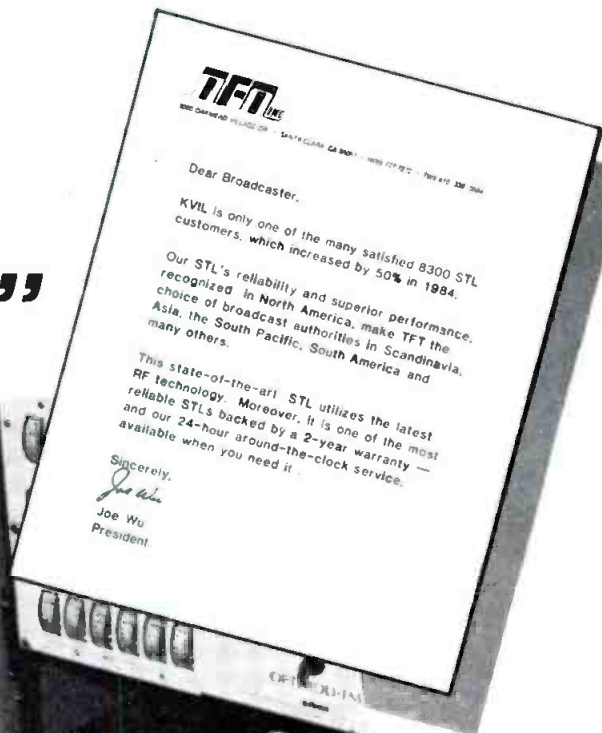 TFT INC
Dear Broadcaster,
KVIL is only one of the many satisfied 8300 STL
customers, which increased by 50% in 1984.
Our STL's reliability and superior performance,
recognized in North America, make TFT the
choice of broadcast authorities in Scandinavia,
Asia, the South Pacific, South America and
many others.
This state-of-the-art STL utilizes the latest
RF technology. Moreover, it is one of the most
reliable STLs backed by a 2-year warranty —
and our 24-hour around-the-clock service,
available when you need it.
Sincerely,
Joe Wu
Joe Wu
President
”